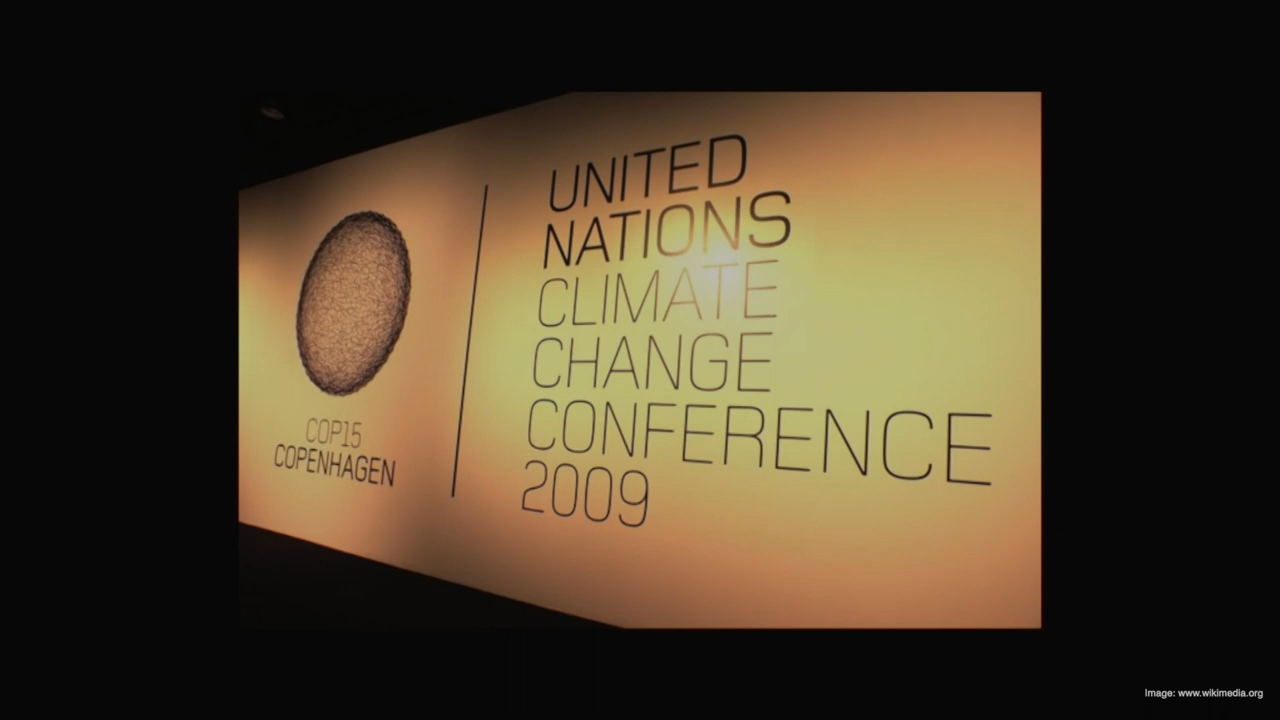 COP15
COPENHAGEN
UNITED
NATIONS
CLIMATE
CHANGE
CONFERENCE
2009
Image: www.wikimedia.org